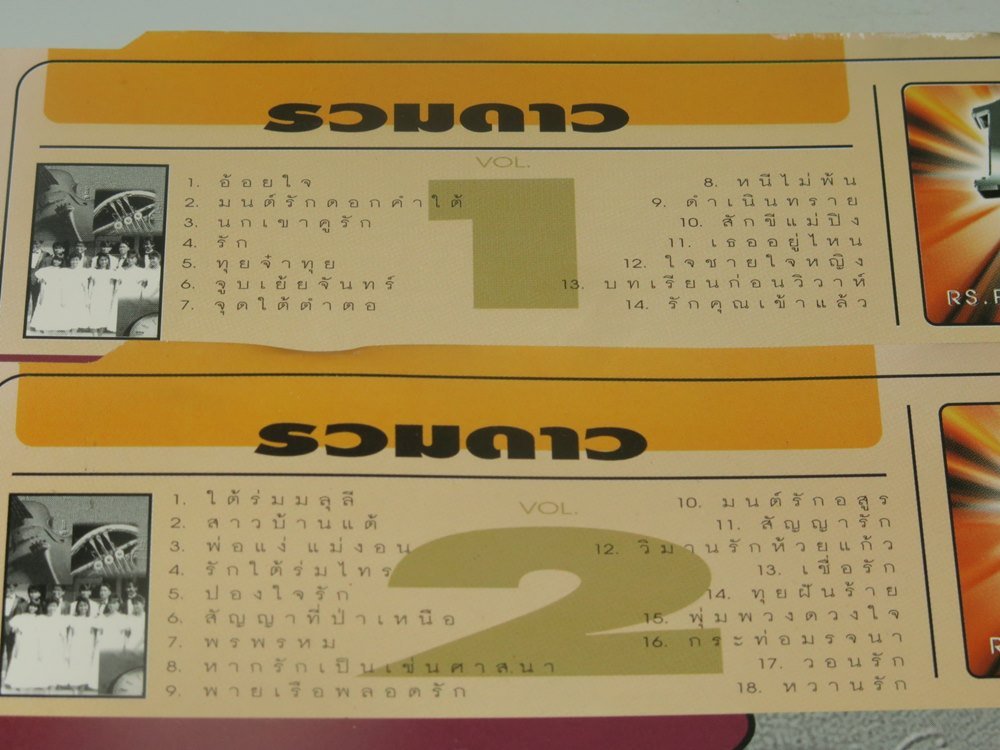 รวมดาว
VOL.
1
1. อ้อยใจ
2. มนต์รักดอกคำใต้
3. นกเขาคูรัก
4. รัก
5. ทุยจ๋าทุย
6. จูบเย้ยจันทร์
7. จุดใต้ตำตอ
8. หนีไม่พ้น
9. ดำเนินทราย
10. สักขีแม่ปิง
11. เธออยู่ไหน
12. ใจชายใจหญิง
13. บทเรียนก่อนวิวาห์
14. รักคุณเข้าแล้ว
RS.
รวมดาว
VOL.
2
1. ใต้ร่มมลุลี
2. สาวบ้านแต้
3. พ่อแง่ แม่งอน
4. รักใต้ร่มไทร
5. ปองใจรัก
6. สัญญาที่ป่าเหนือ
7. พรพรหม
8. หากรักเป็นเช่นศาสนา
9. พายเรือพลอดรัก
10. มนต์รักอสูร
11. สัญญารัก
12. วิมานรักห้วยแก้ว
13. เชื่อรัก
14. ทุยฝันร้าย
15. พุ่มพวงดวงใจ
16. กระท่อมรจนา
17. วอนรัก
18. หวานรัก